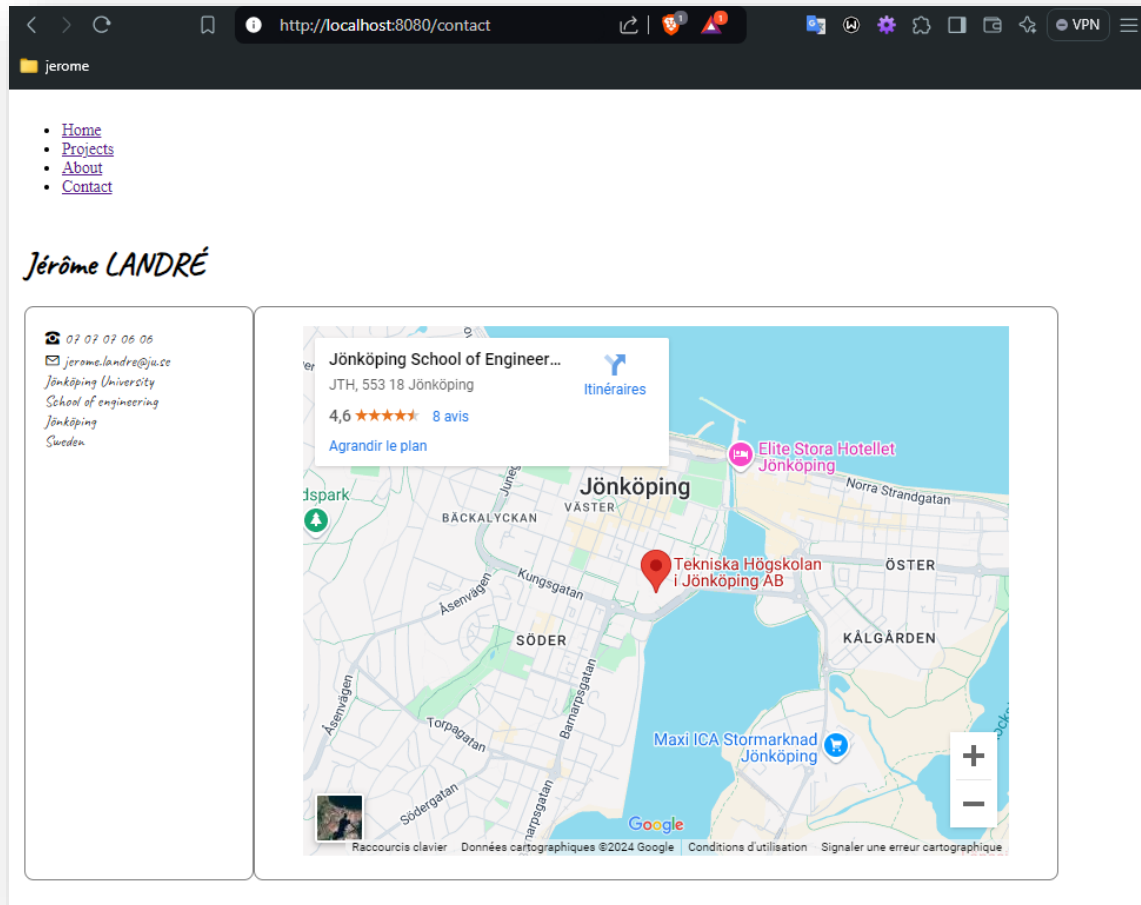 http://localhost:8080/contact
1
1
VPN
jerome
Home
Projects
About
Contact
Jérôme LANDRÉ
07 07 07 06 06
jerome.landre@ju.se
Jönköping University
School of engineering
Jönköping
Sweden
Jönköping School of Engineer...
JTH, 553 18 Jönköping
Itinéraires
4,6
8 avis
Agrandir le plan
Elite Stora Hotellet
Jönköping
Norra Strandgatan
Jönköping
VÄSTER
BÄCKALYCKAN
dspark
Tekniska Högskolan
i Jönköping AB
ÖSTER
Kungsgatan
Åsenvägen
SÖDER
KÅLGÅRDEN
Barnarpsgatan
Åsenvägen
Torpagatan
Maxi ICA Stormarknad
Jönköping
Södergatan
arpsgatan
Google
Raccourcis clavier
Données cartographiques ©2024 Google
Conditions d'utilisation
Signaler une erreur cartographique